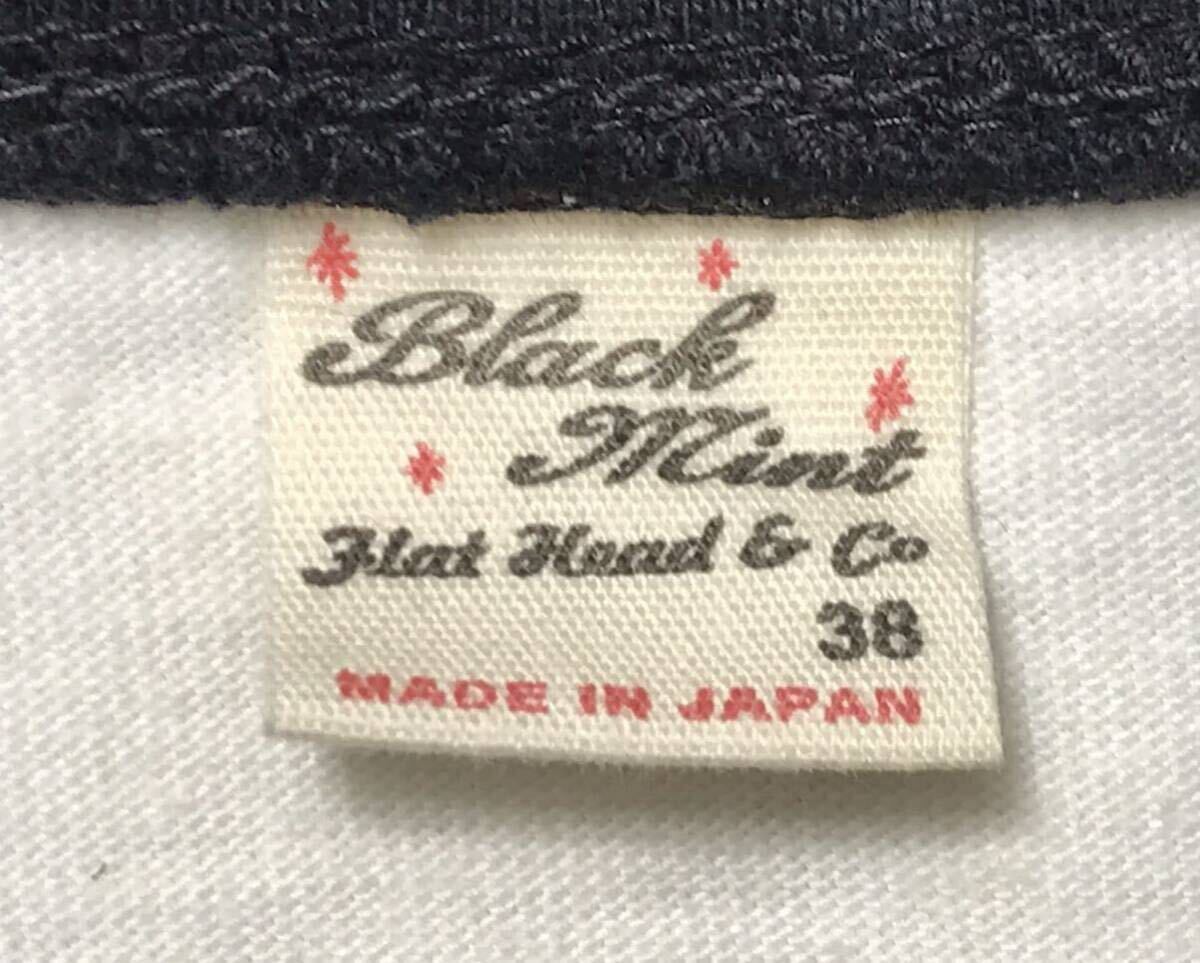 Black
Mint
Flat Head & Co
38
MADE IN JAPAN